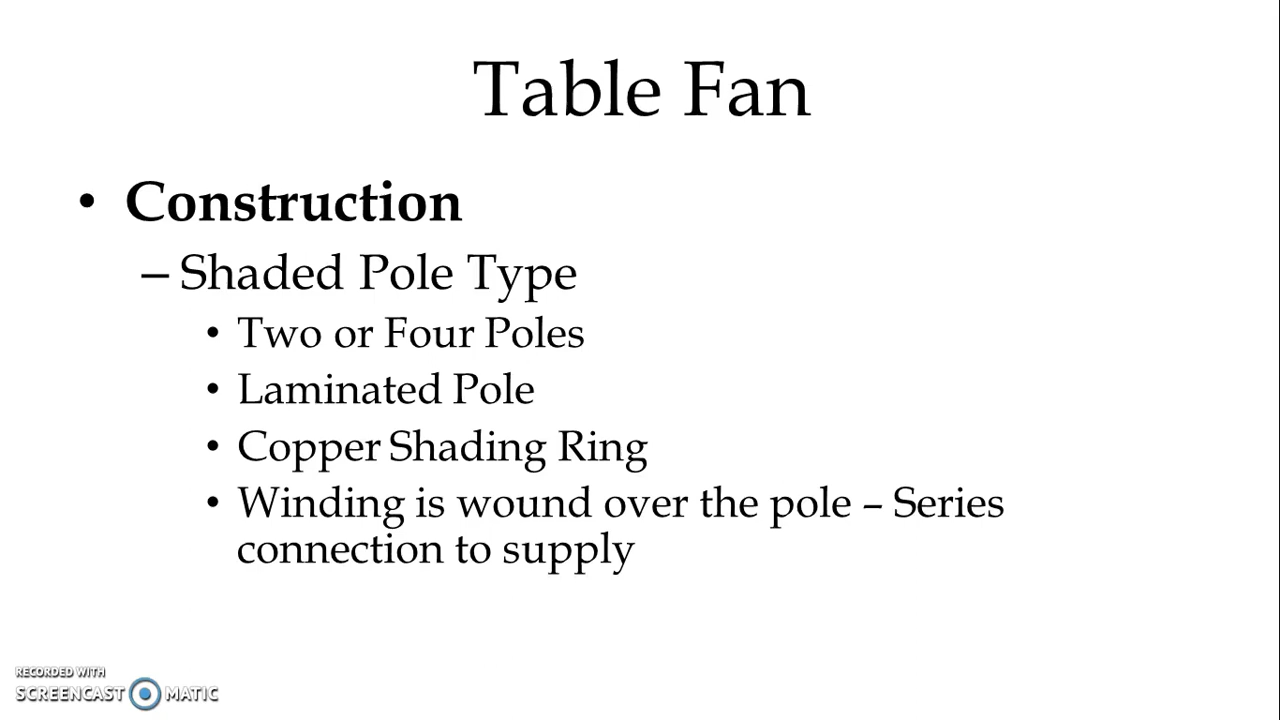 Table Fan
• Construction
– Shaded Pole Type
• Two or Four Poles
• Laminated Pole
• Copper Shading Ring
• Winding is wound over the pole – Series
connection to supply
RECORDED WITH
SCREENCAST MATIC